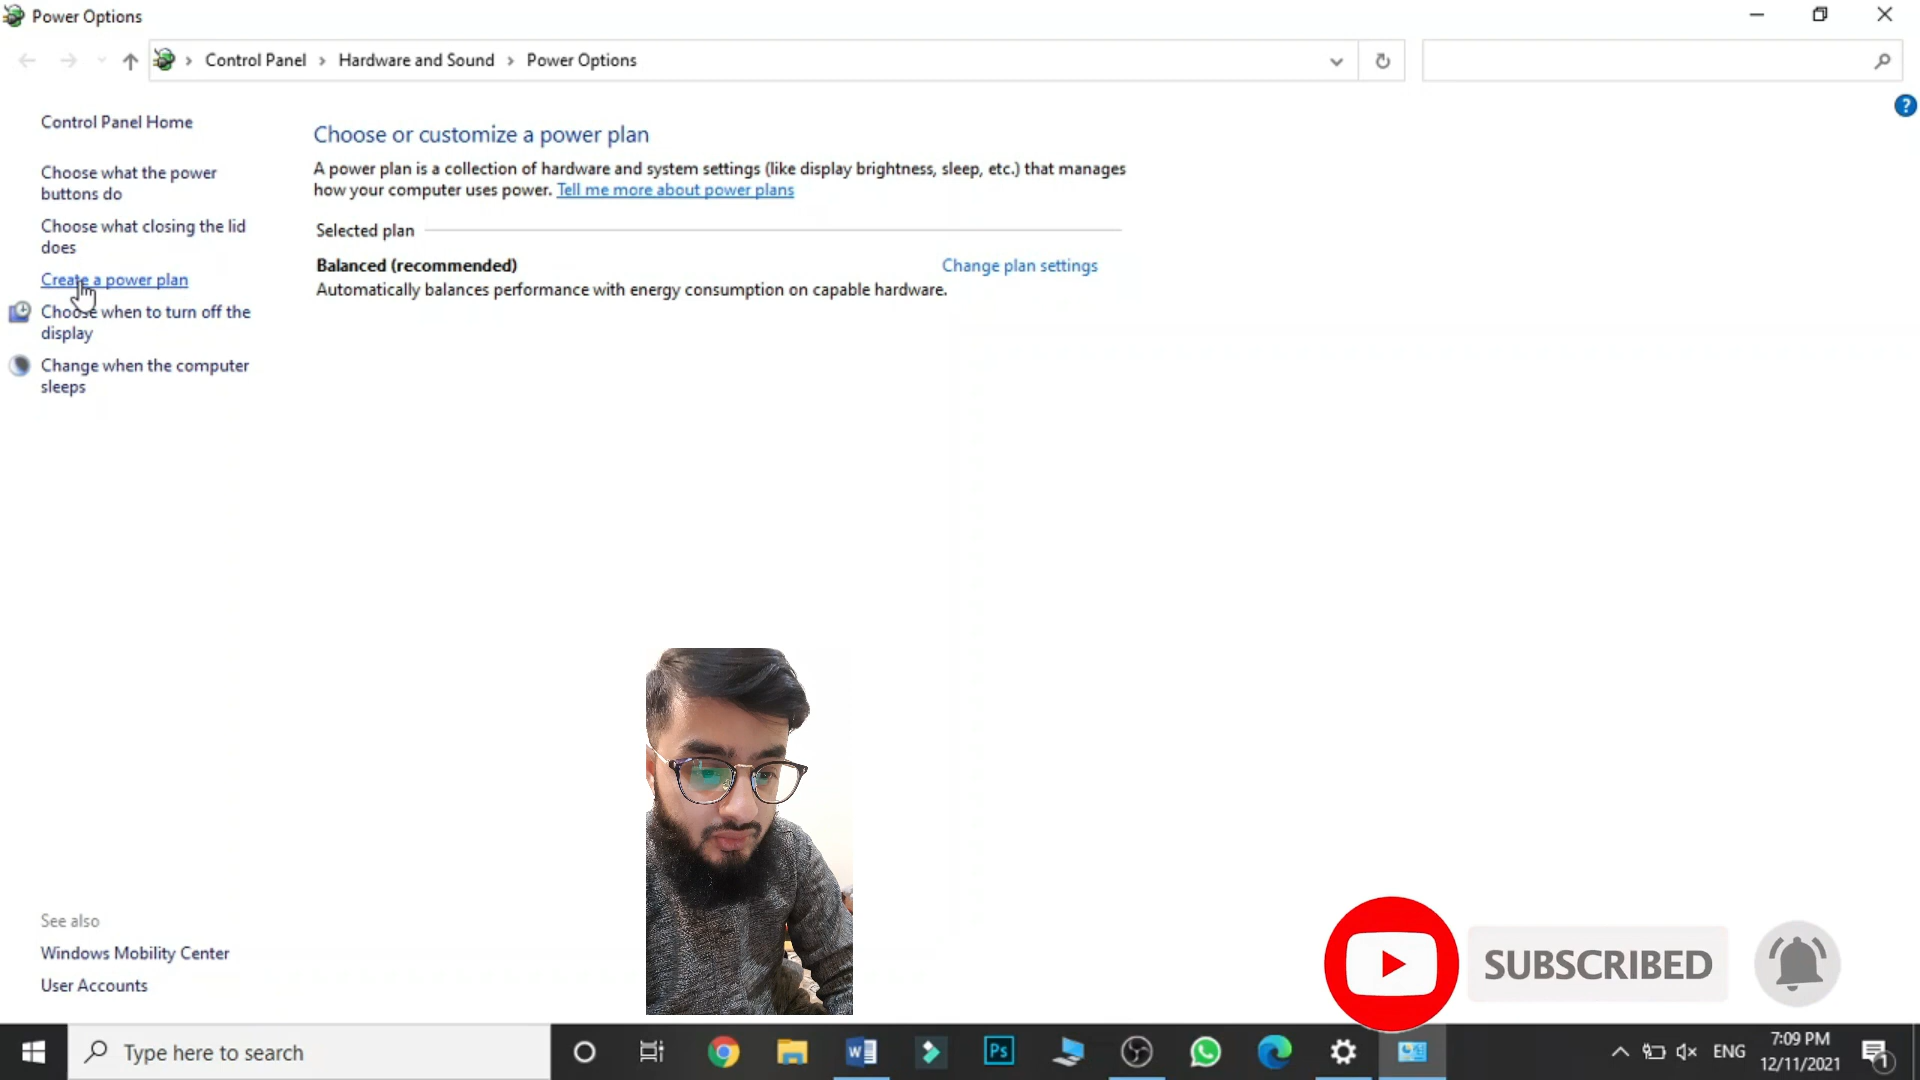 Power Options
Control Panel › Hardware and Sound › Power Options
Control Panel Home
Choose what the power
buttons do
Choose what closing the lid
does
Create a power plan
Choose when to turn off the
display
Change when the computer
sleeps
Choose or customize a power plan
A power plan is a collection of hardware and system settings (like display brightness, sleep, etc.) that manages
how your computer uses power. Tell me more about power plans
Selected plan
Balanced (recommended)
Change plan settings
Automatically balances performance with energy consumption on capable hardware.
See also
Windows Mobility Center
User Accounts
SUBSCRIBED
Type here to search
Ps
ENG
7:09 PM
12/11/2021
1